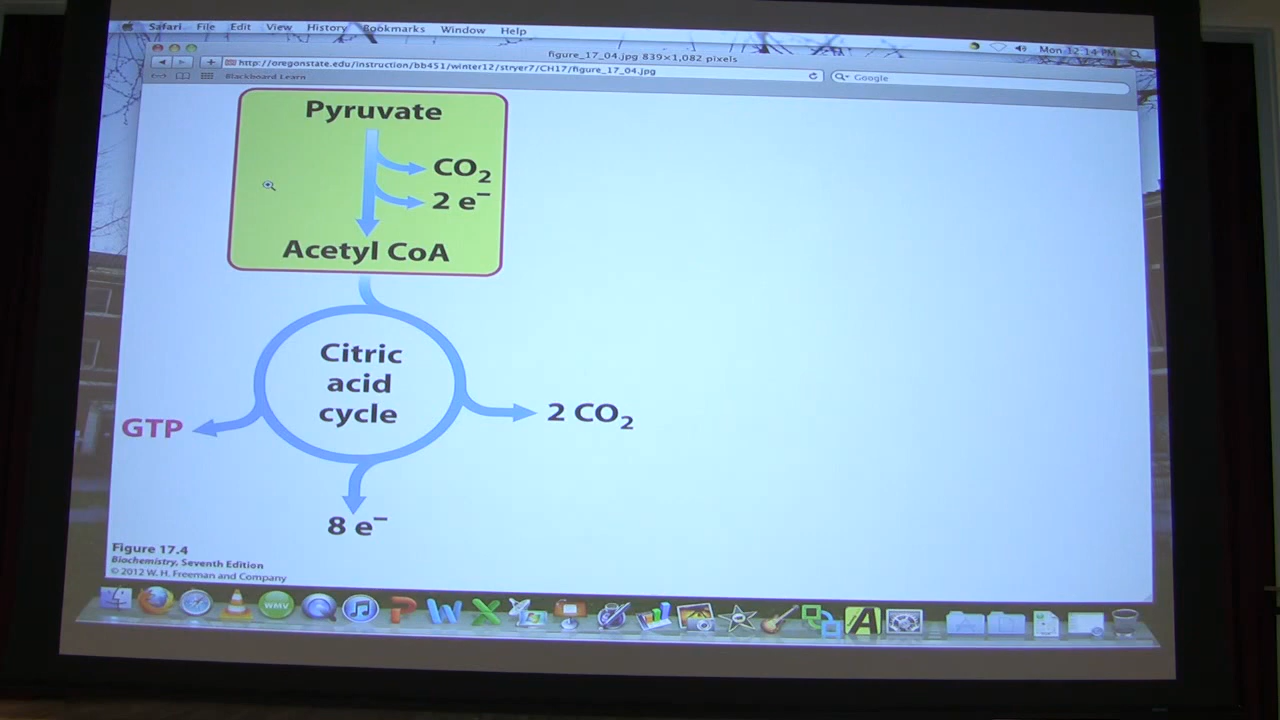 Safari File Edit View History Bookmarks Window Help
Mon 12:14 PM
figure_17_04.jpg 839×1,082 pixels
http://oregonstate.edu/instruction/bb451/winter12/stryer7/CH17/figure_17_04.jpg
Google
Blackboard Learn
Pyruvate
CO2
2 e−
Acetyl CoA
Citric
acid
cycle
GTP
2 CO2
8 e−
Figure 17.4
Biochemistry, Seventh Edition
© 2012 W. H. Freeman and Company
WMV